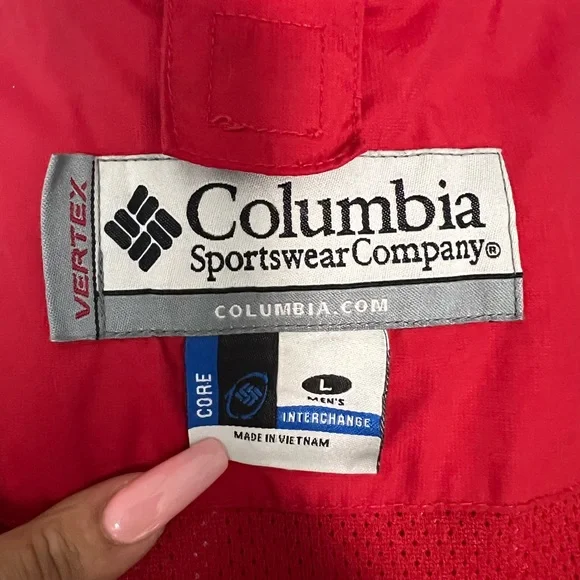 VERTEX
Columbia
Sportswear Company®
COLUMBIA.COM
CORE
L
MEN'S
INTERCHANGE
MADE IN VIETNAM